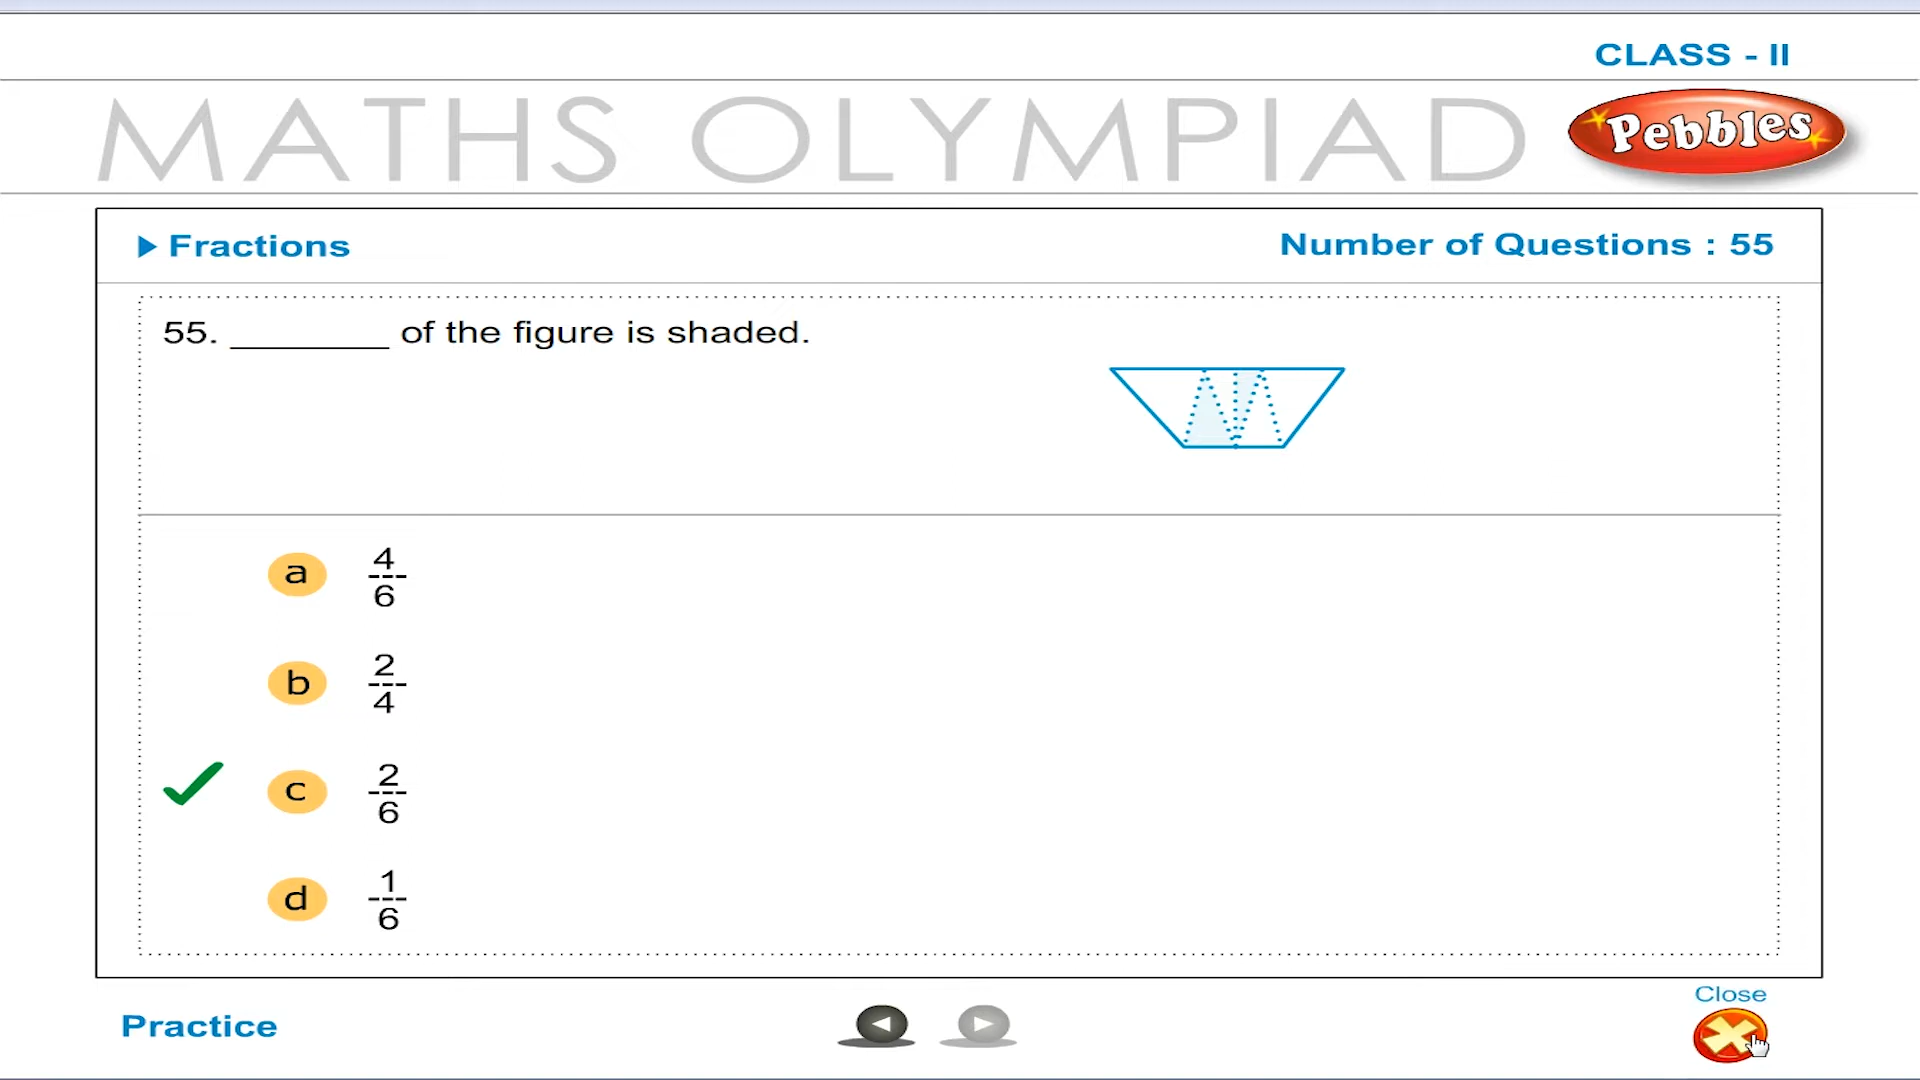 CLASS - II
MATHS OLYMPIAD
Pebbles
Fractions
Number of Questions : 55
55. ________ of the figure is shaded.
a 4/6
b 2/4
c 2/6
d 1/6
Close
Practice